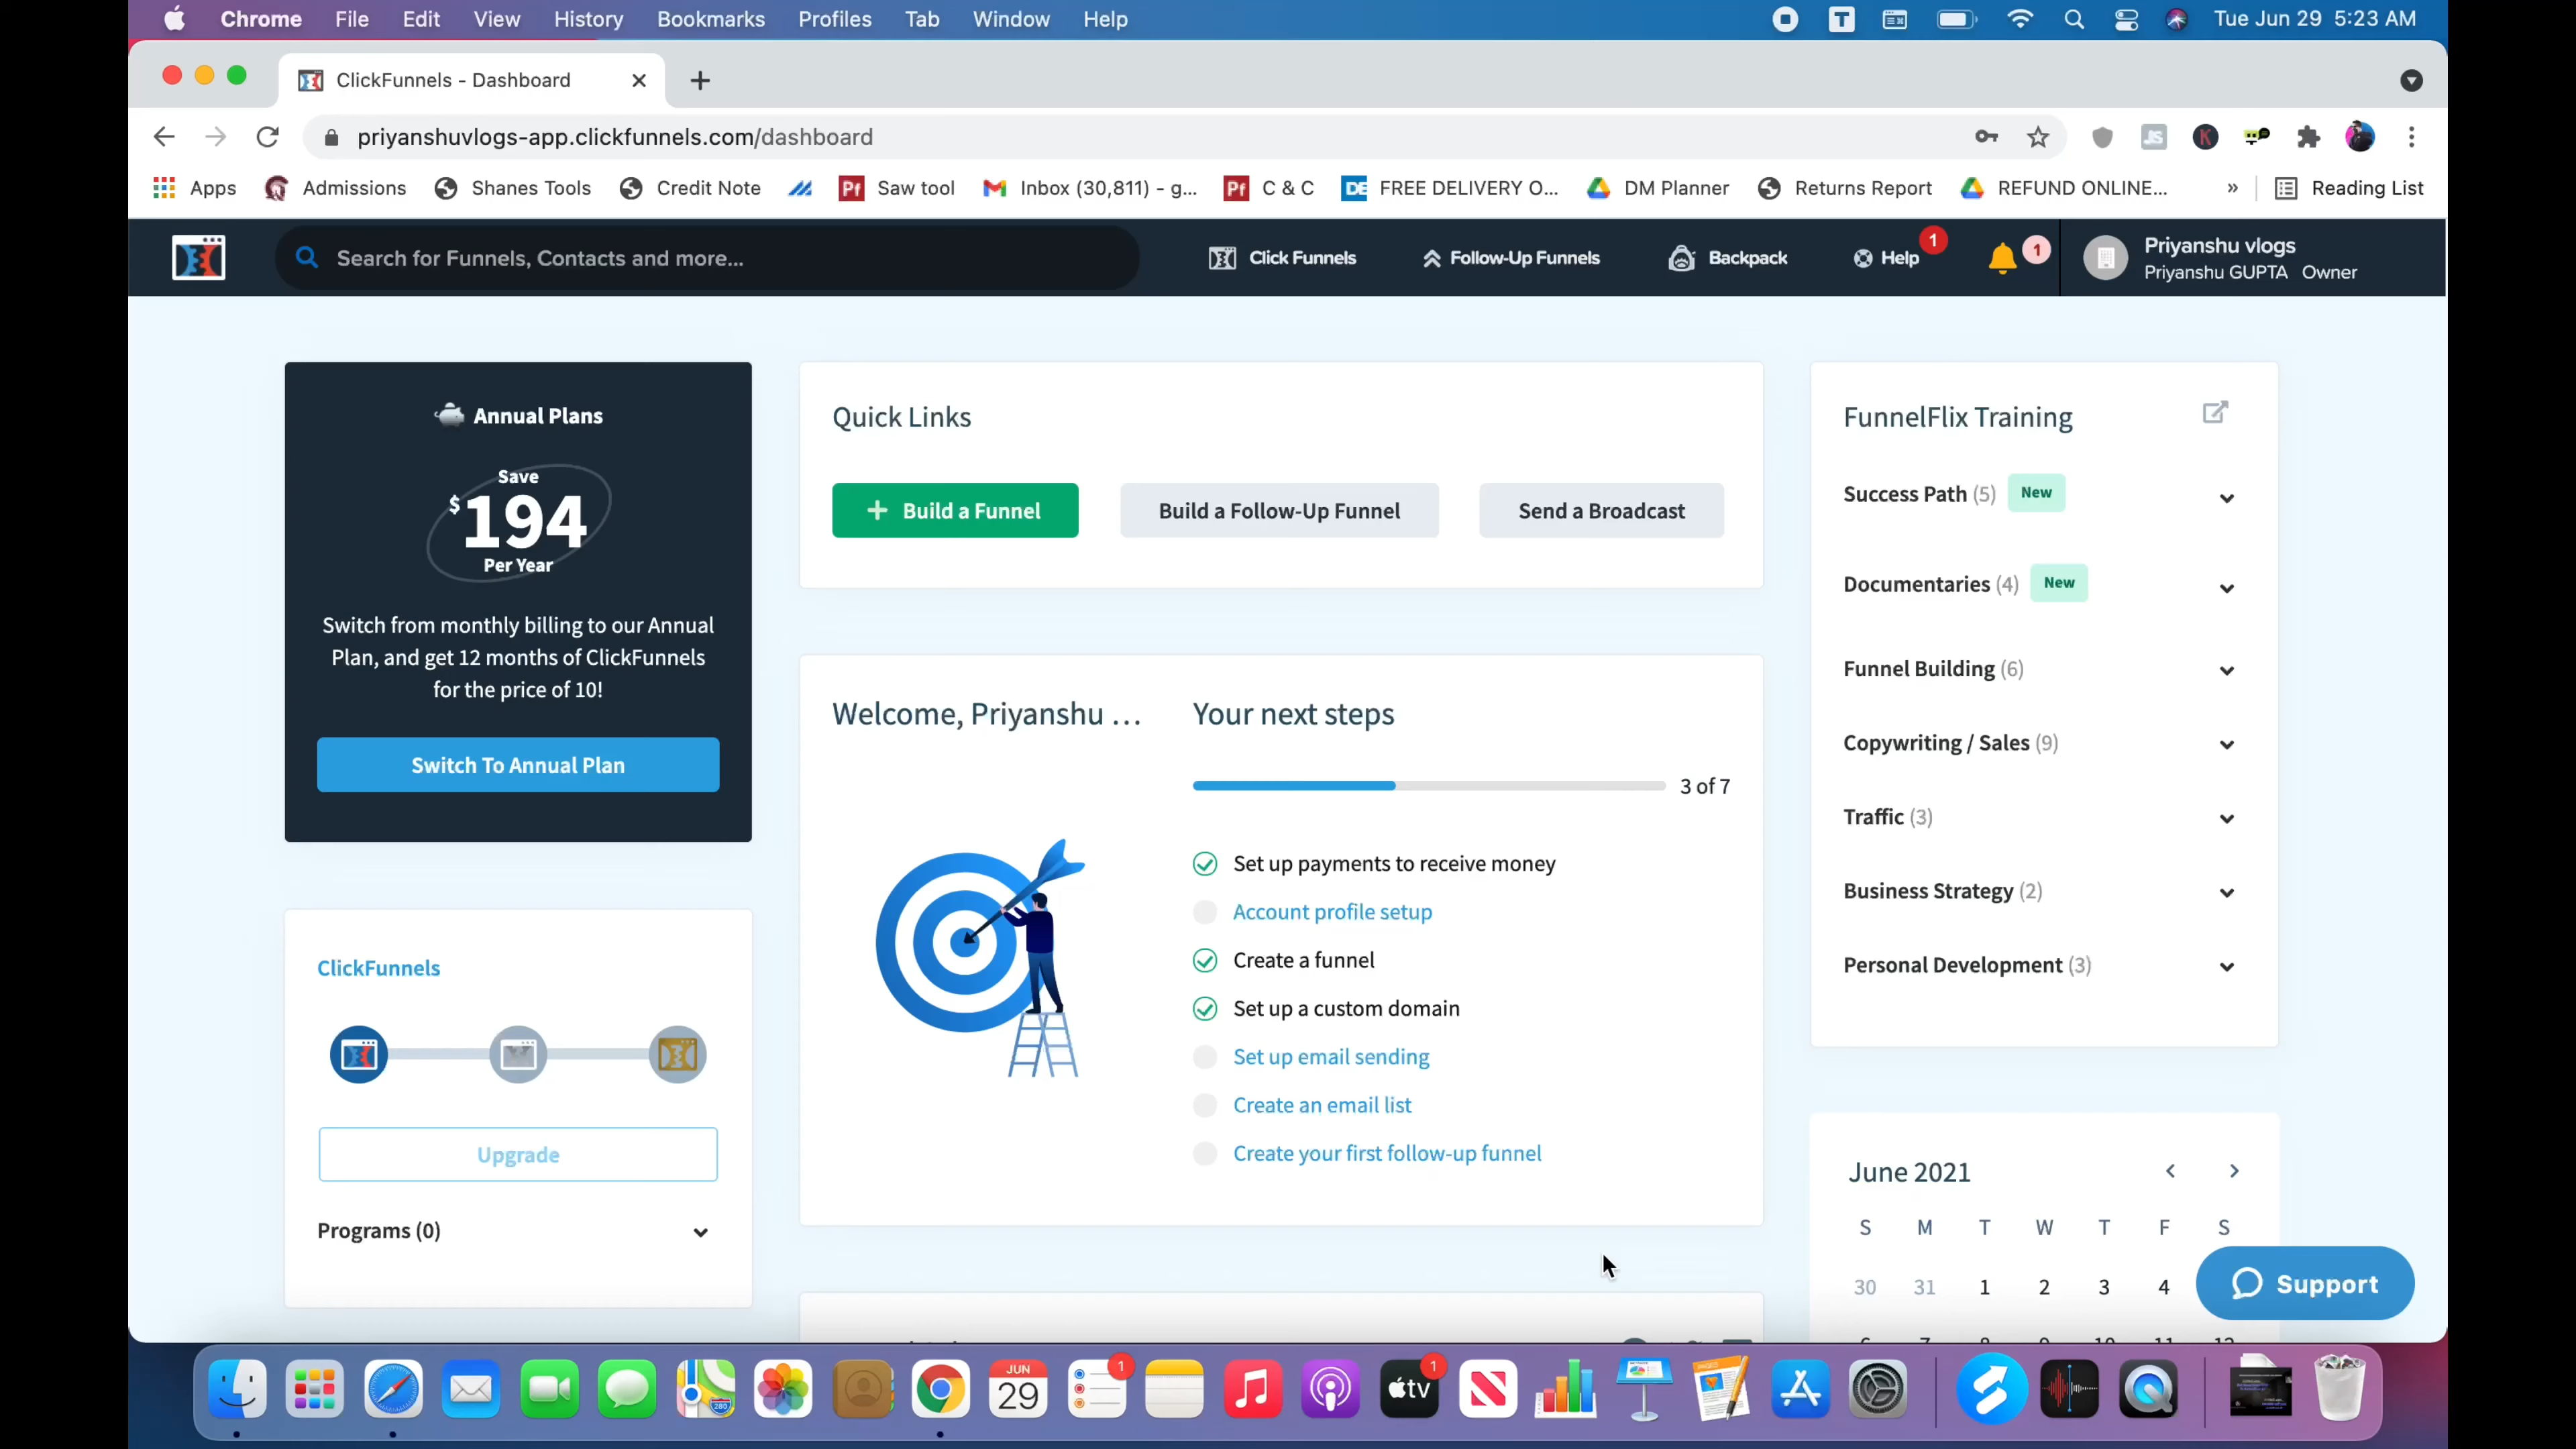 Chrome File Edit View History Bookmarks Profiles Tab Window Help
Tue Jun 29 5:23 AM
ClickFunnels - Dashboard
priyanshuvlogs-app.clickfunnels.com/dashboard
Apps Admissions Shanes Tools Credit Note Saw tool Inbox (30,811) - g... C & C FREE DELIVERY O... DM Planner Returns Report REFUND ONLINE... » Reading List
Search for Funnels, Contacts and more...
Click Funnels Follow-Up Funnels Backpack Help 1 1
Priyanshu vlogs
Priyanshu GUPTA Owner
Annual Plans
Save
$194
Per Year
Switch from monthly billing to our Annual
Plan, and get 12 months of ClickFunnels
for the price of 10!
Switch To Annual Plan
ClickFunnels
Upgrade
Programs (0)
Quick Links
+ Build a Funnel
Build a Follow-Up Funnel
Send a Broadcast
Welcome, Priyanshu ...
Your next steps
3 of 7
Set up payments to receive money
Account profile setup
Create a funnel
Set up a custom domain
Set up email sending
Create an email list
Create your first follow-up funnel
FunnelFlix Training
Success Path (5) New
Documentaries (4) New
Funnel Building (6)
Copywriting / Sales (9)
Traffic (3)
Business Strategy (2)
Personal Development (3)
June 2021
S M T W T F S
30 31 1 2 3 4
Support
JUN
29
1
tv
1